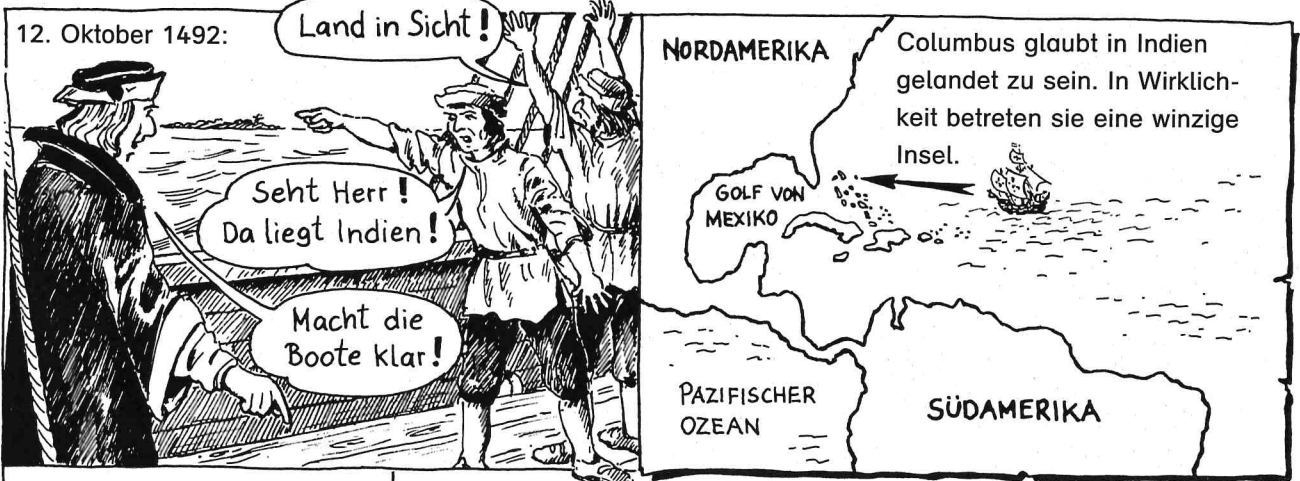 12. Oktober 1492:
Land in Sicht!
Seht Herr!
Da liegt Indien!
Macht die
Boote klar!
NORDAMERIKA
Columbus glaubt in Indien
gelandet zu sein. In Wirklich-
keit betreten sie eine winzige
Insel.
GOLF VON
MEXIKO
PAZIFISCHER
OZEAN
SÜDAMERIKA